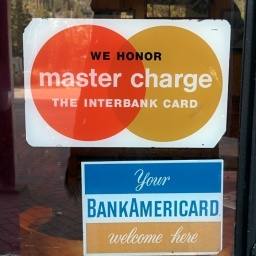 WE HONOR
master charge
THE INTERBANK CARD
Your
BANKAMERICARD
welcome here